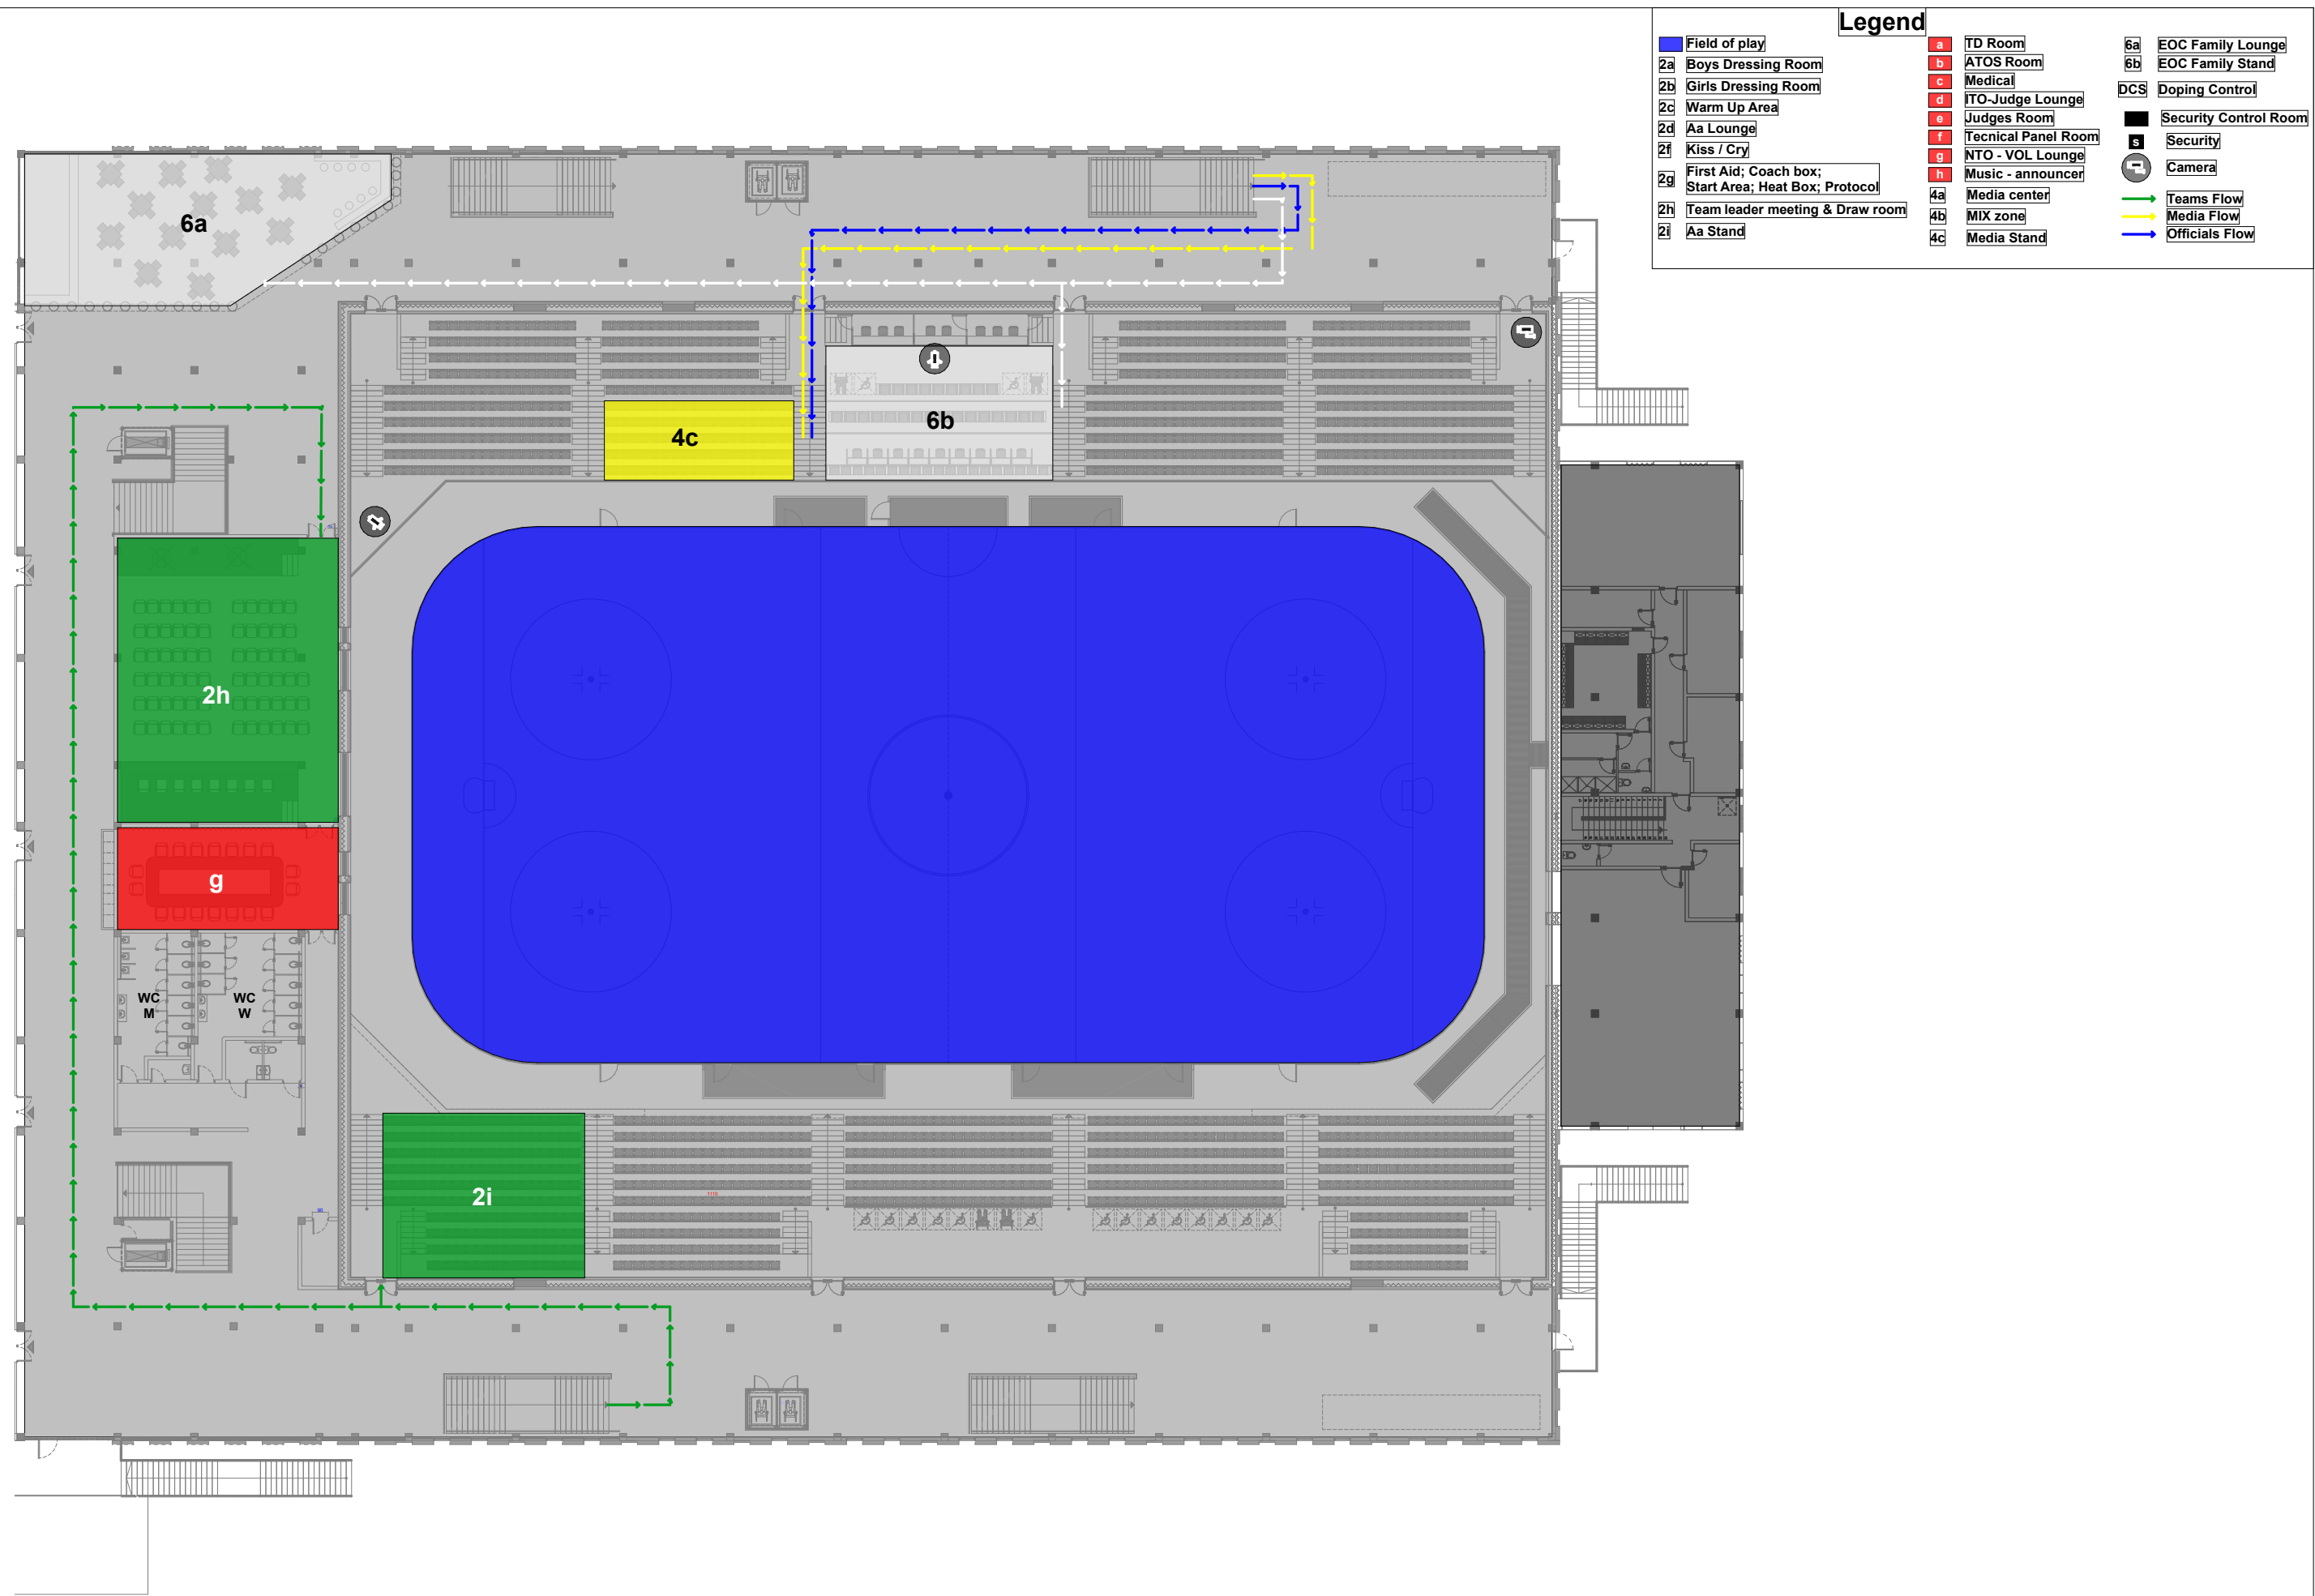 Legend
Field of play
2a Boys Dressing Room
2b Girls Dressing Room
2c Warm Up Area
2d Aa Lounge
2f Kiss / Cry
2g First Aid; Coach box;
Start Area; Heat Box; Protocol
2h Team leader meeting & Draw room
2i Aa Stand
a TD Room
b ATOS Room
c Medical
d ITO-Judge Lounge
e Judges Room
f Tecnical Panel Room
g NTO - VOL Lounge
h Music - announcer
4a Media center
4b MIX zone
4c Media Stand
6a EOC Family Lounge
6b EOC Family Stand
DCS Doping Control
Security Control Room
s Security
Camera
Teams Flow
Media Flow
Officials Flow
6a
4c
6b
2h
g
WC
M
WC
W
2i